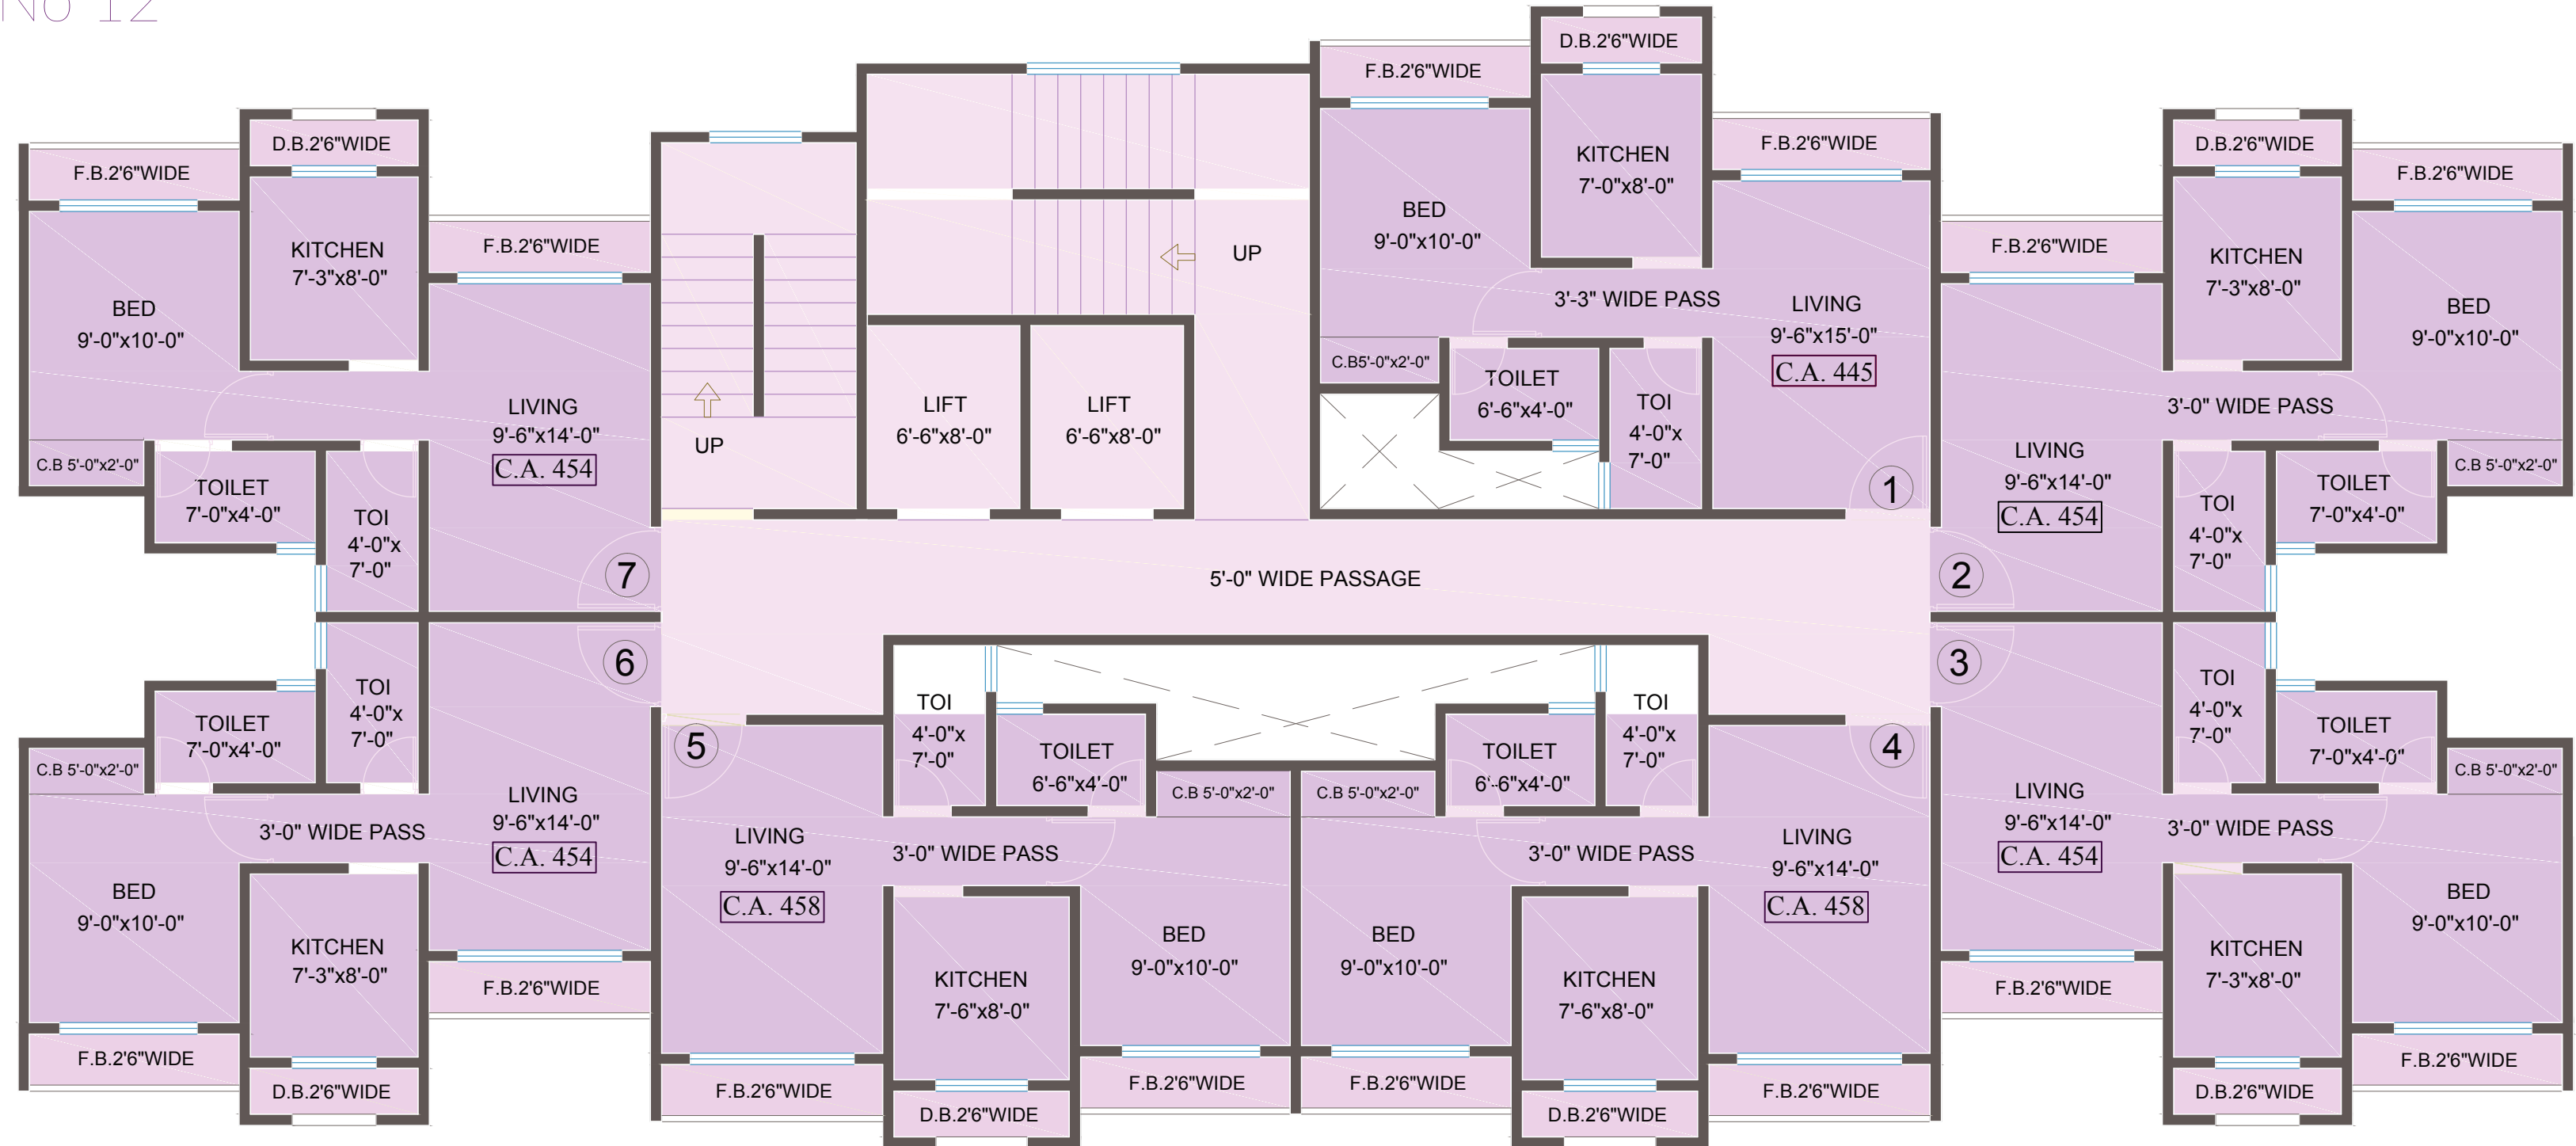 No 12
D.B.2'6"WIDE
F.B.2'6"WIDE
KITCHEN
7'-3"x8'-0"
F.B.2'6"WIDE
BED
9'-0"x10'-0"
LIVING
9'-6"x14'-0"
C.A. 454
C.B 5'-0"x2'-0"
TOILET
7'-0"x4'-0"
TOI
4'-0"x
7'-0"
7
UP
UP
LIFT
6'-6"x8'-0"
LIFT
6'-6"x8'-0"
D.B.2'6"WIDE
F.B.2'6"WIDE
KITCHEN
7'-0"x8'-0"
F.B.2'6"WIDE
BED
9'-0"x10'-0"
3'-3" WIDE PASS
LIVING
9'-6"x15'-0"
C.A. 445
C.B5'-0"x2'-0"
TOILET
6'-6"x4'-0"
TOI
4'-0"x
7'-0"
1
D.B.2'6"WIDE
F.B.2'6"WIDE
F.B.2'6"WIDE
KITCHEN
7'-3"x8'-0"
BED
9'-0"x10'-0"
3'-0" WIDE PASS
LIVING
9'-6"x14'-0"
C.A. 454
C.B 5'-0"x2'-0"
TOI
4'-0"x
7'-0"
TOILET
7'-0"x4'-0"
2
5'-0" WIDE PASSAGE
6
TOI
4'-0"x
7'-0"
TOILET
7'-0"x4'-0"
C.B 5'-0"x2'-0"
LIVING
9'-6"x14'-0"
C.A. 454
3'-0" WIDE PASS
BED
9'-0"x10'-0"
KITCHEN
7'-3"x8'-0"
F.B.2'6"WIDE
F.B.2'6"WIDE
D.B.2'6"WIDE
5
TOI
4'-0"x
7'-0"
TOILET
6'-6"x4'-0"
C.B 5'-0"x2'-0"
LIVING
9'-6"x14'-0"
C.A. 458
3'-0" WIDE PASS
BED
9'-0"x10'-0"
KITCHEN
7'-6"x8'-0"
F.B.2'6"WIDE
F.B.2'6"WIDE
D.B.2'6"WIDE
4
TOI
4'-0"x
7'-0"
TOILET
6'-6"x4'-0"
C.B 5'-0"x2'-0"
LIVING
9'-6"x14'-0"
C.A. 458
3'-0" WIDE PASS
BED
9'-0"x10'-0"
KITCHEN
7'-6"x8'-0"
F.B.2'6"WIDE
F.B.2'6"WIDE
D.B.2'6"WIDE
3
TOI
4'-0"x
7'-0"
TOILET
7'-0"x4'-0"
C.B 5'-0"x2'-0"
LIVING
9'-6"x14'-0"
C.A. 454
3'-0" WIDE PASS
BED
9'-0"x10'-0"
KITCHEN
7'-3"x8'-0"
F.B.2'6"WIDE
F.B.2'6"WIDE
D.B.2'6"WIDE